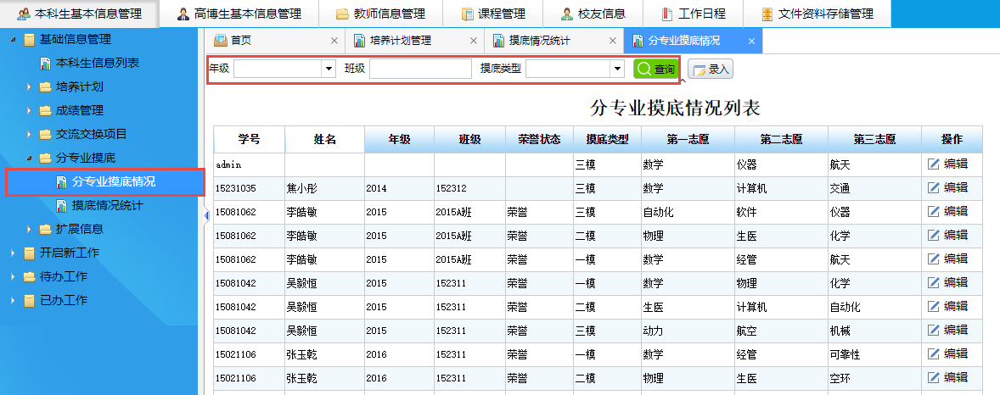 本科生基本信息管理 高博生基本信息管理 教师信息管理 课程管理 校友信息 工作日程 文件资料存储管理
基础信息管理
本科生信息列表
培养计划
成绩管理
交流交换项目
分专业摸底
分专业摸底情况
摸底情况统计
扩展信息
开启新工作
待办工作
已办工作
首页 培养计划管理 摸底情况统计 分专业摸底情况
年级 班级 摸底类型 查询 录入
分专业摸底情况列表
学号 姓名 年级 班级 荣誉状态 摸底类型 第一志愿 第二志愿 第三志愿 操作
admin 三模 数学 仪器 航天 编辑
15231035 焦小彤 2014 152312 三模 数学 计算机 交通 编辑
15081062 李皓敏 2015 2015A班 荣誉 三模 自动化 软件 仪器 编辑
15081062 李皓敏 2015 2015A班 荣誉 二模 物理 生医 化学 编辑
15081062 李皓敏 2015 2015A班 荣誉 一模 数学 经管 航天 编辑
15081042 吴毅恒 2015 152311 荣誉 一模 数学 物理 化学 编辑
15081042 吴毅恒 2015 152311 荣誉 二模 生医 计算机 自动化 编辑
15081042 吴毅恒 2015 152311 荣誉 三模 动力 航空 机械 编辑
15021106 张玉乾 2016 152311 荣誉 一模 数学 经管 可靠性 编辑
15021106 张玉乾 2016 152311 荣誉 二模 物理 生医 空环 编辑